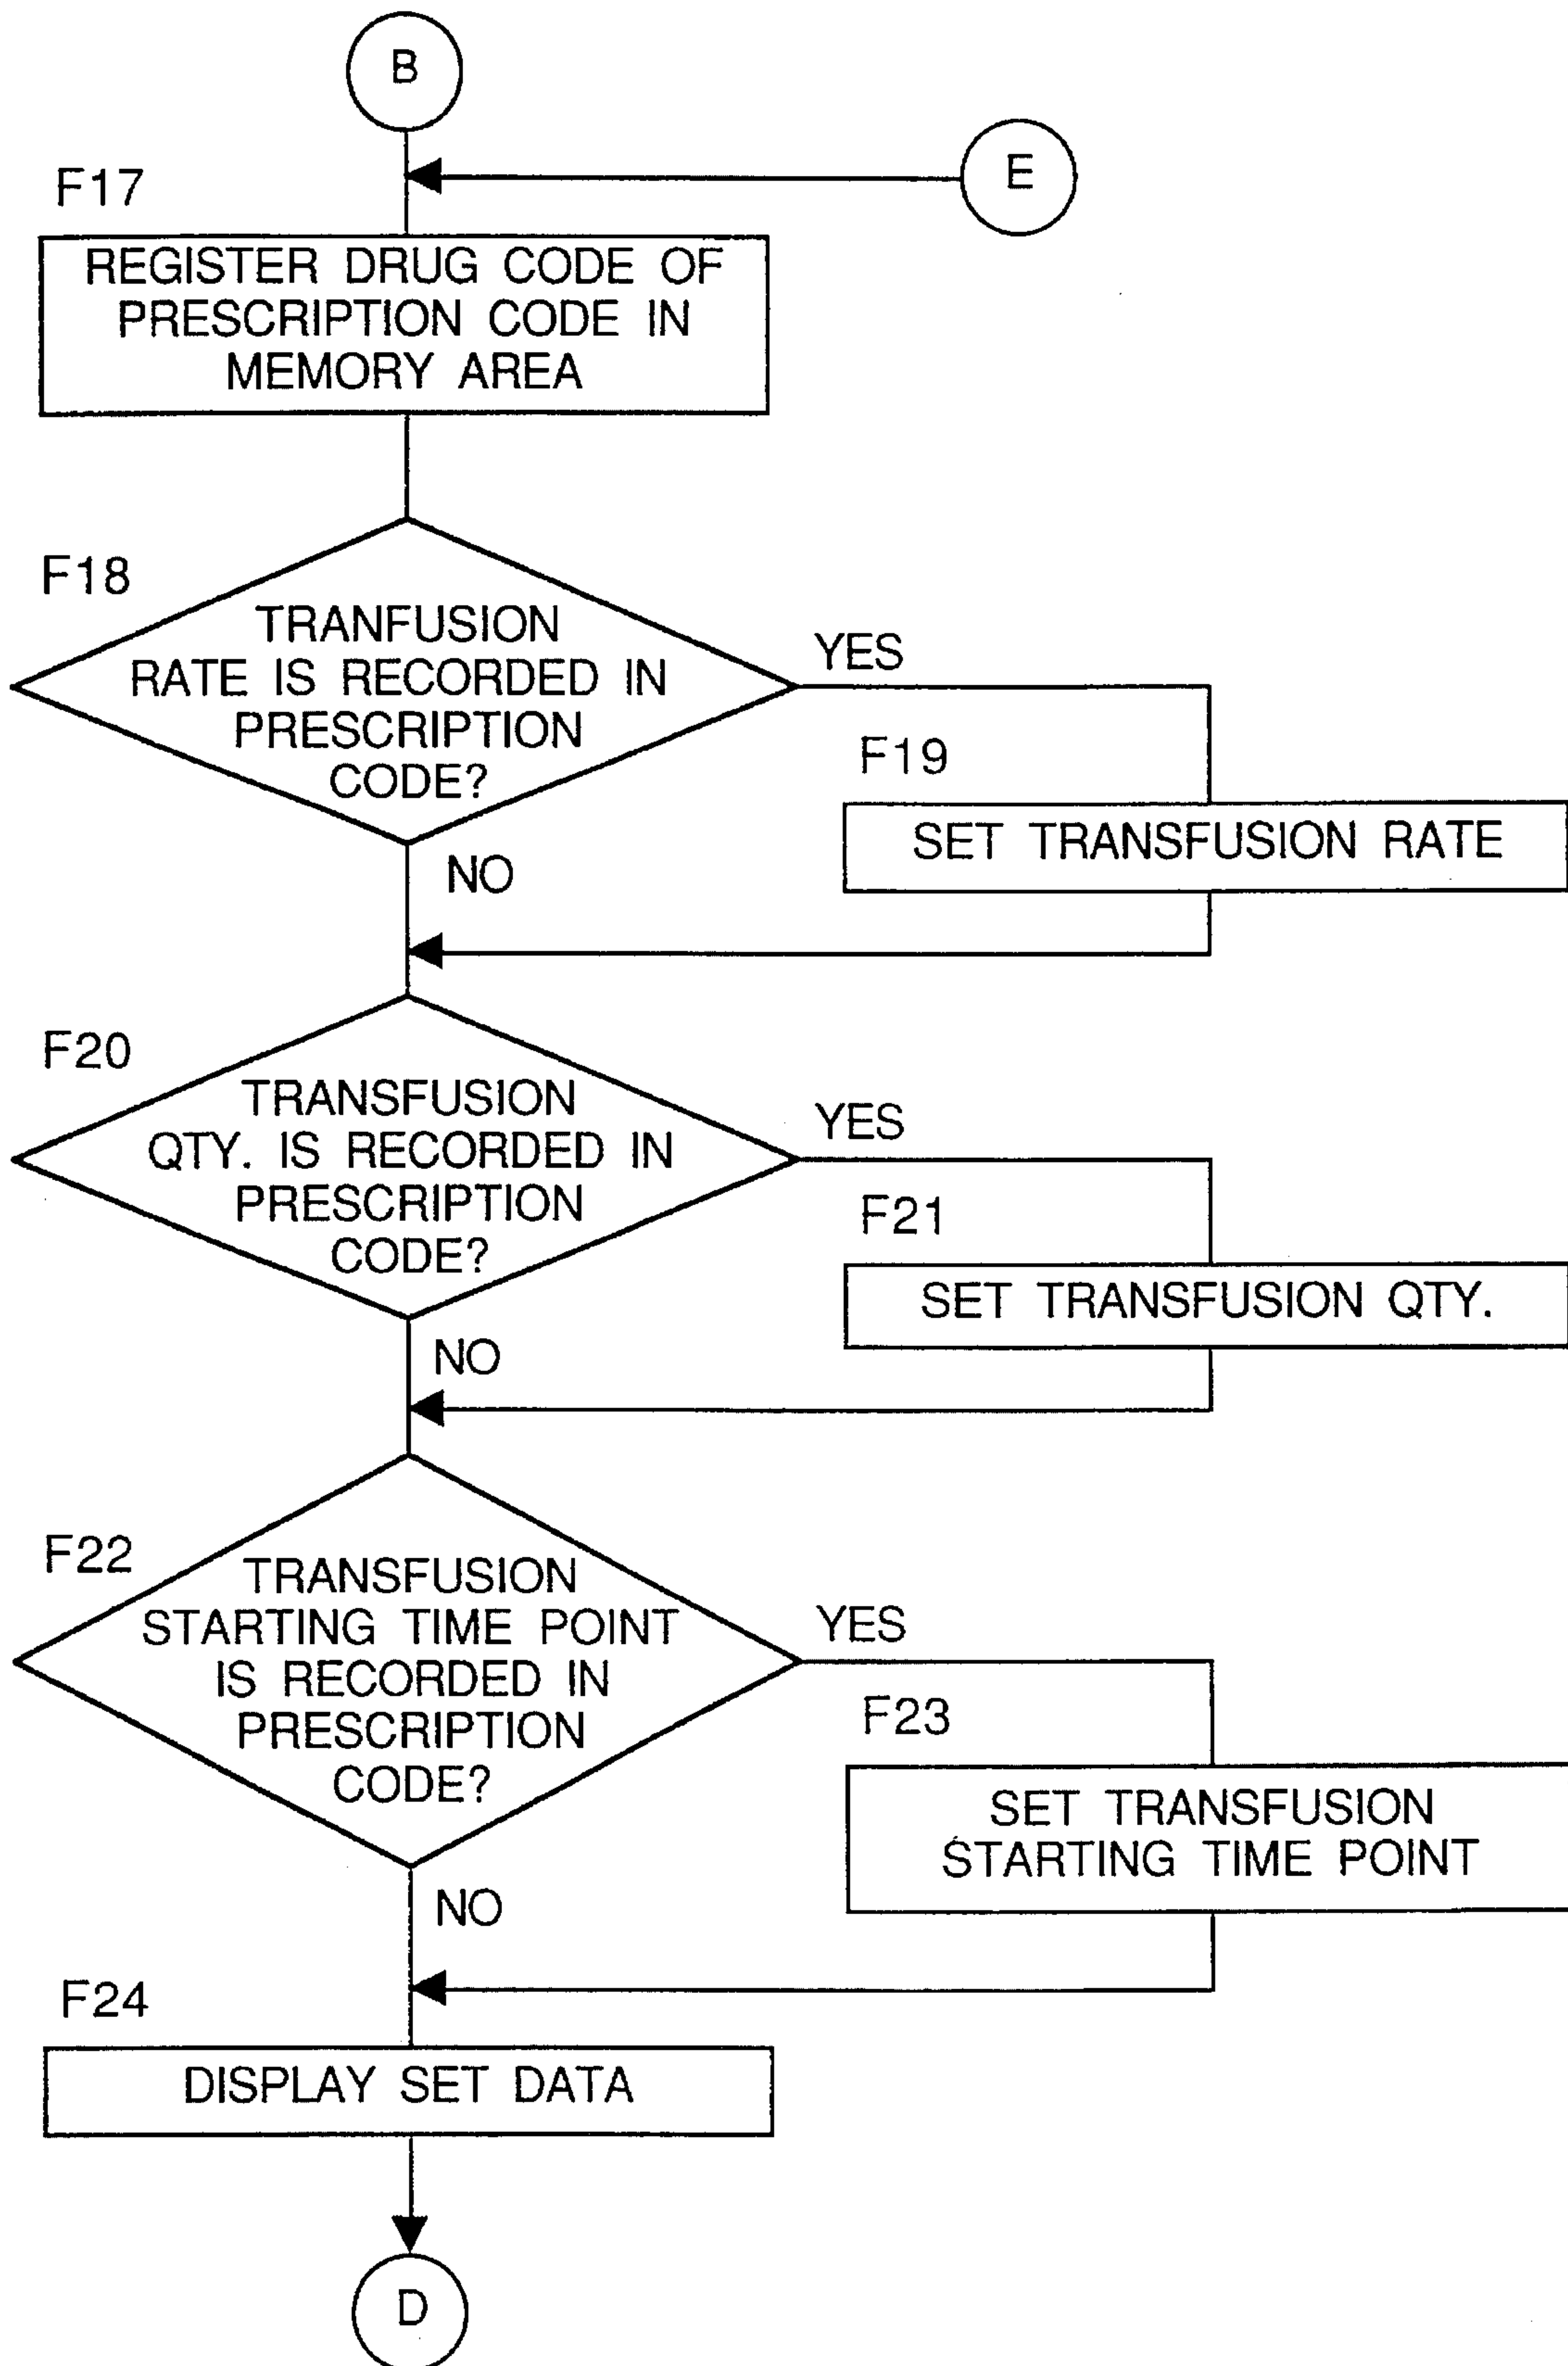 B
E
F17
REGISTER DRUG CODE OF
PRESCRIPTION CODE IN
MEMORY AREA
F18
TRANFUSION
RATE IS RECORDED IN
PRESCRIPTION
CODE?
YES
F19
SET TRANSFUSION RATE
NO
F20
TRANSFUSION
QTY. IS RECORDED IN
PRESCRIPTION
CODE?
YES
F21
SET TRANSFUSION QTY.
NO
F22
TRANSFUSION
STARTING TIME POINT
IS RECORDED IN
PRESCRIPTION
CODE?
YES
F23
SET TRANSFUSION
STARTING TIME POINT
NO
F24
DISPLAY SET DATA
D